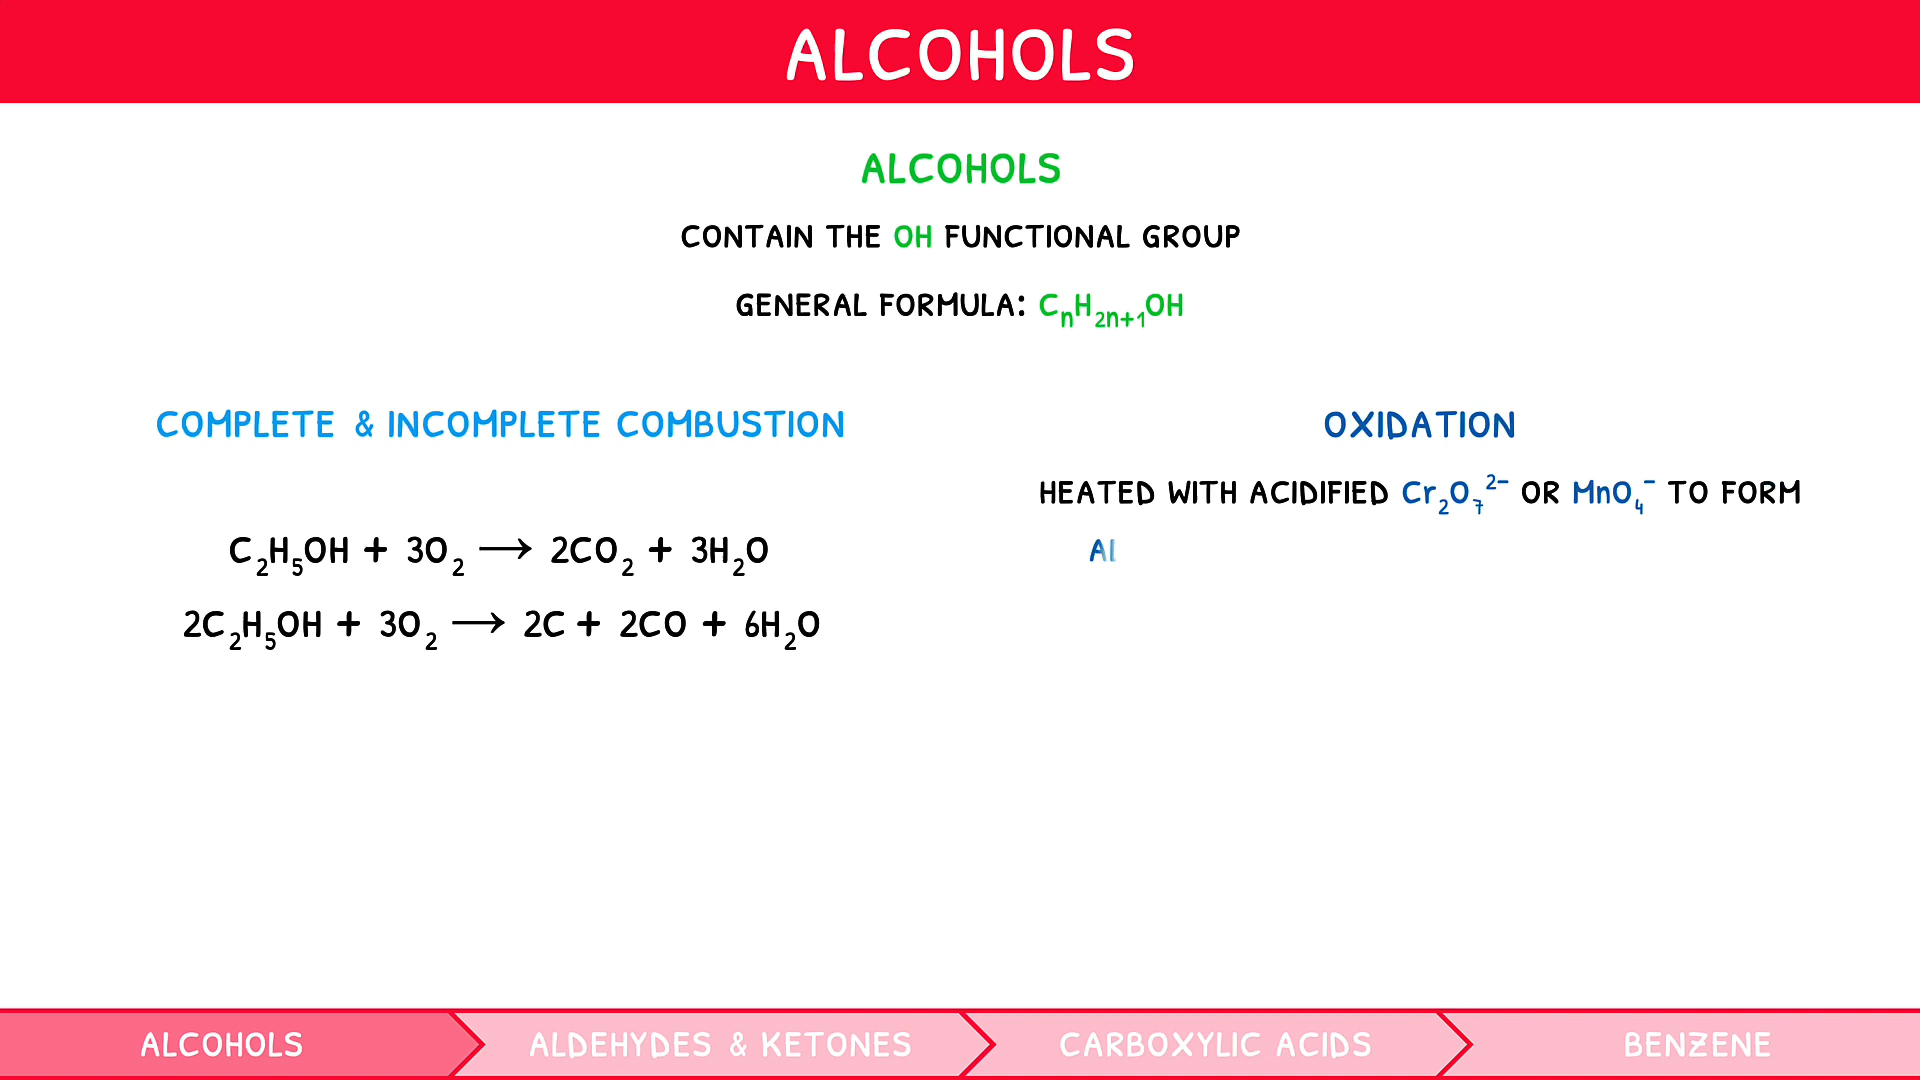 ALCOHOLS
ALCOHOLS
CONTAIN THE OH FUNCTIONAL GROUP
GENERAL FORMULA: CₙH₂ₙ₊₁OH
COMPLETE & INCOMPLETE COMBUSTION
C₂H₅OH + 3O₂ ⟶ 2CO₂ + 3H₂O
2C₂H₅OH + 3O₂ ⟶ 2C + 2CO + 6H₂O
OXIDATION
HEATED WITH ACIDIFIED Cr₂O₇²⁻ OR MnO₄⁻ TO FORM
Al
ALCOHOLS
ALDEHYDES & KETONES
CARBOXYLIC ACIDS
BENZENE